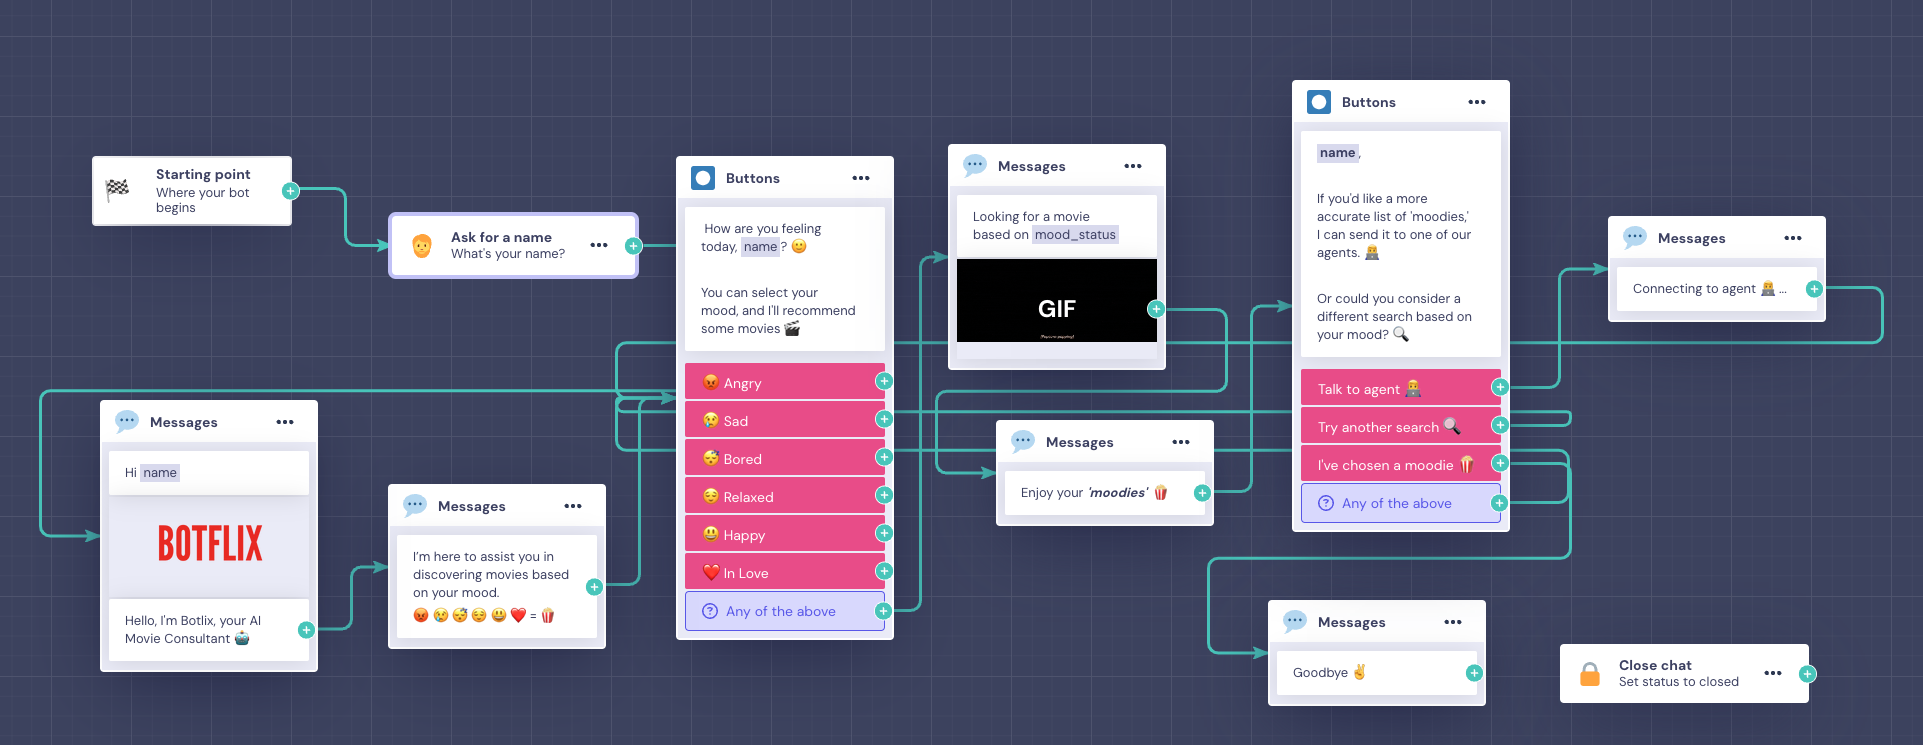 Starting point
Where your bot
begins
Ask for a name
What's your name?
Messages
Hi name
BOTFLIX
Hello, I'm Botlix, your AI
Movie Consultant 🤖
Messages
I'm here to assist you in
discovering movies based
on your mood.
😡 😢 😴 😌 😃 ❤️ = 🍿
Buttons
How are you feeling
today, name? 🙂
You can select your
mood, and I'll recommend
some movies 🎬
😡 Angry
😢 Sad
😴 Bored
😌 Relaxed
😃 Happy
❤️ In Love
Any of the above
Messages
Looking for a movie
based on mood_status
GIF
Messages
Enjoy your 'moodies' 🍿
Buttons
name,
If you'd like a more
accurate list of 'moodies,'
I can send it to one of our
agents. 👨‍💻
Or could you consider a
different search based on
your mood? 🔍
Talk to agent 👨‍💻
Try another search 🔍
I've chosen a moodie 🍿
Any of the above
Messages
Connecting to agent 👨‍💻 ...
Messages
Goodbye ✌️
Close chat
Set status to closed